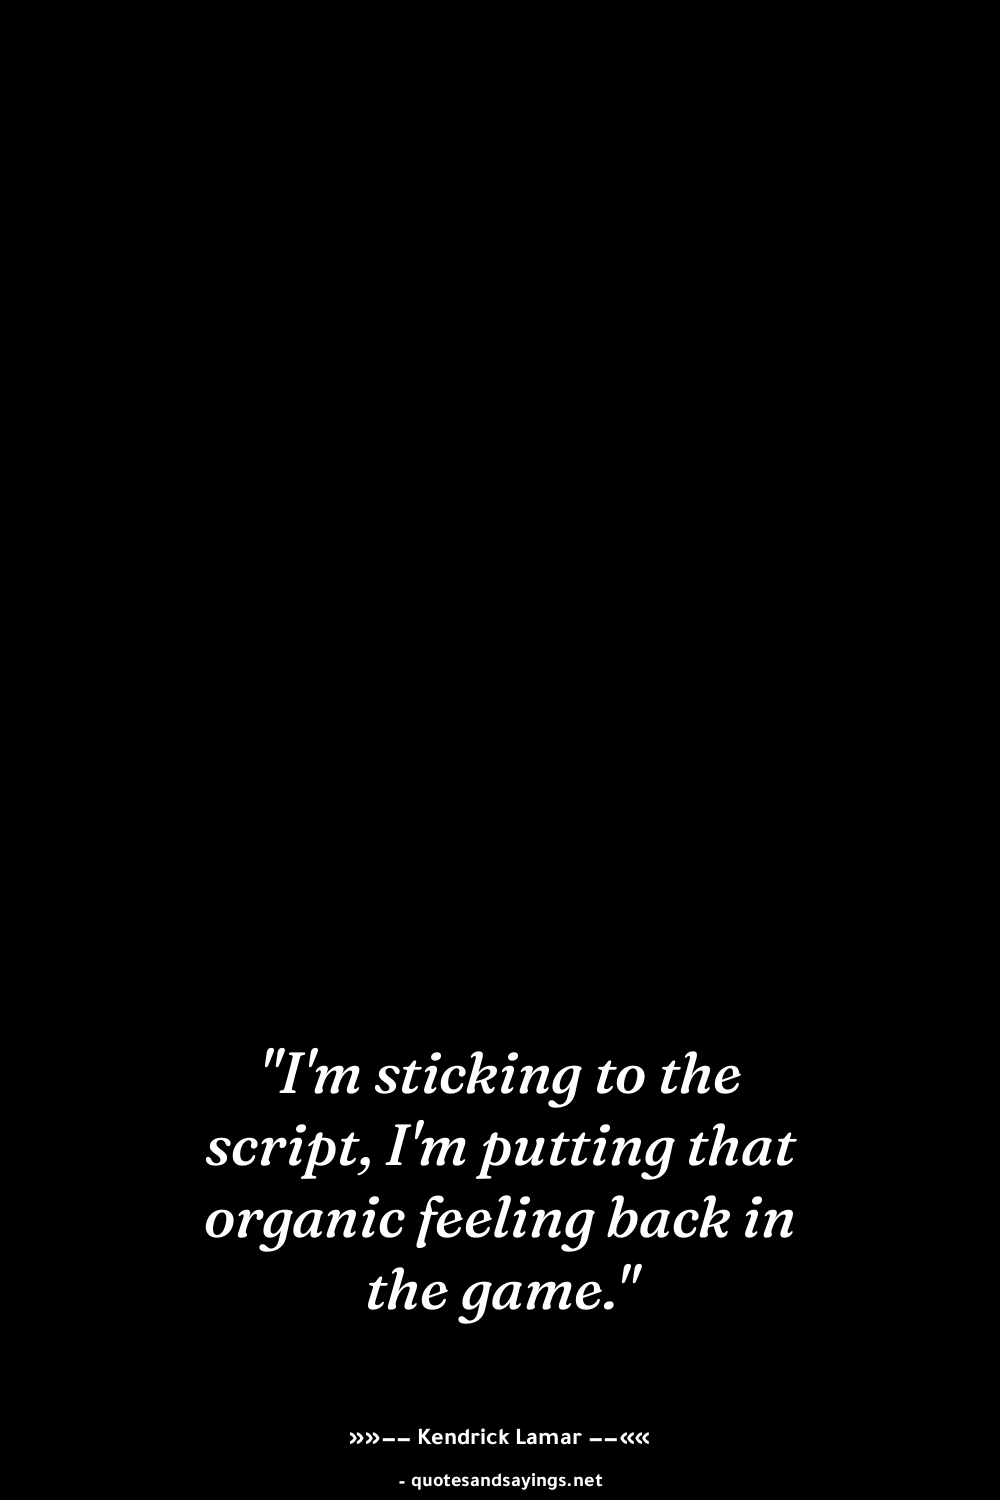 "I'm sticking to the
script, I'm putting that
organic feeling back in
the game."
»»−− Kendrick Lamar −−««
- quotesandsayings.net